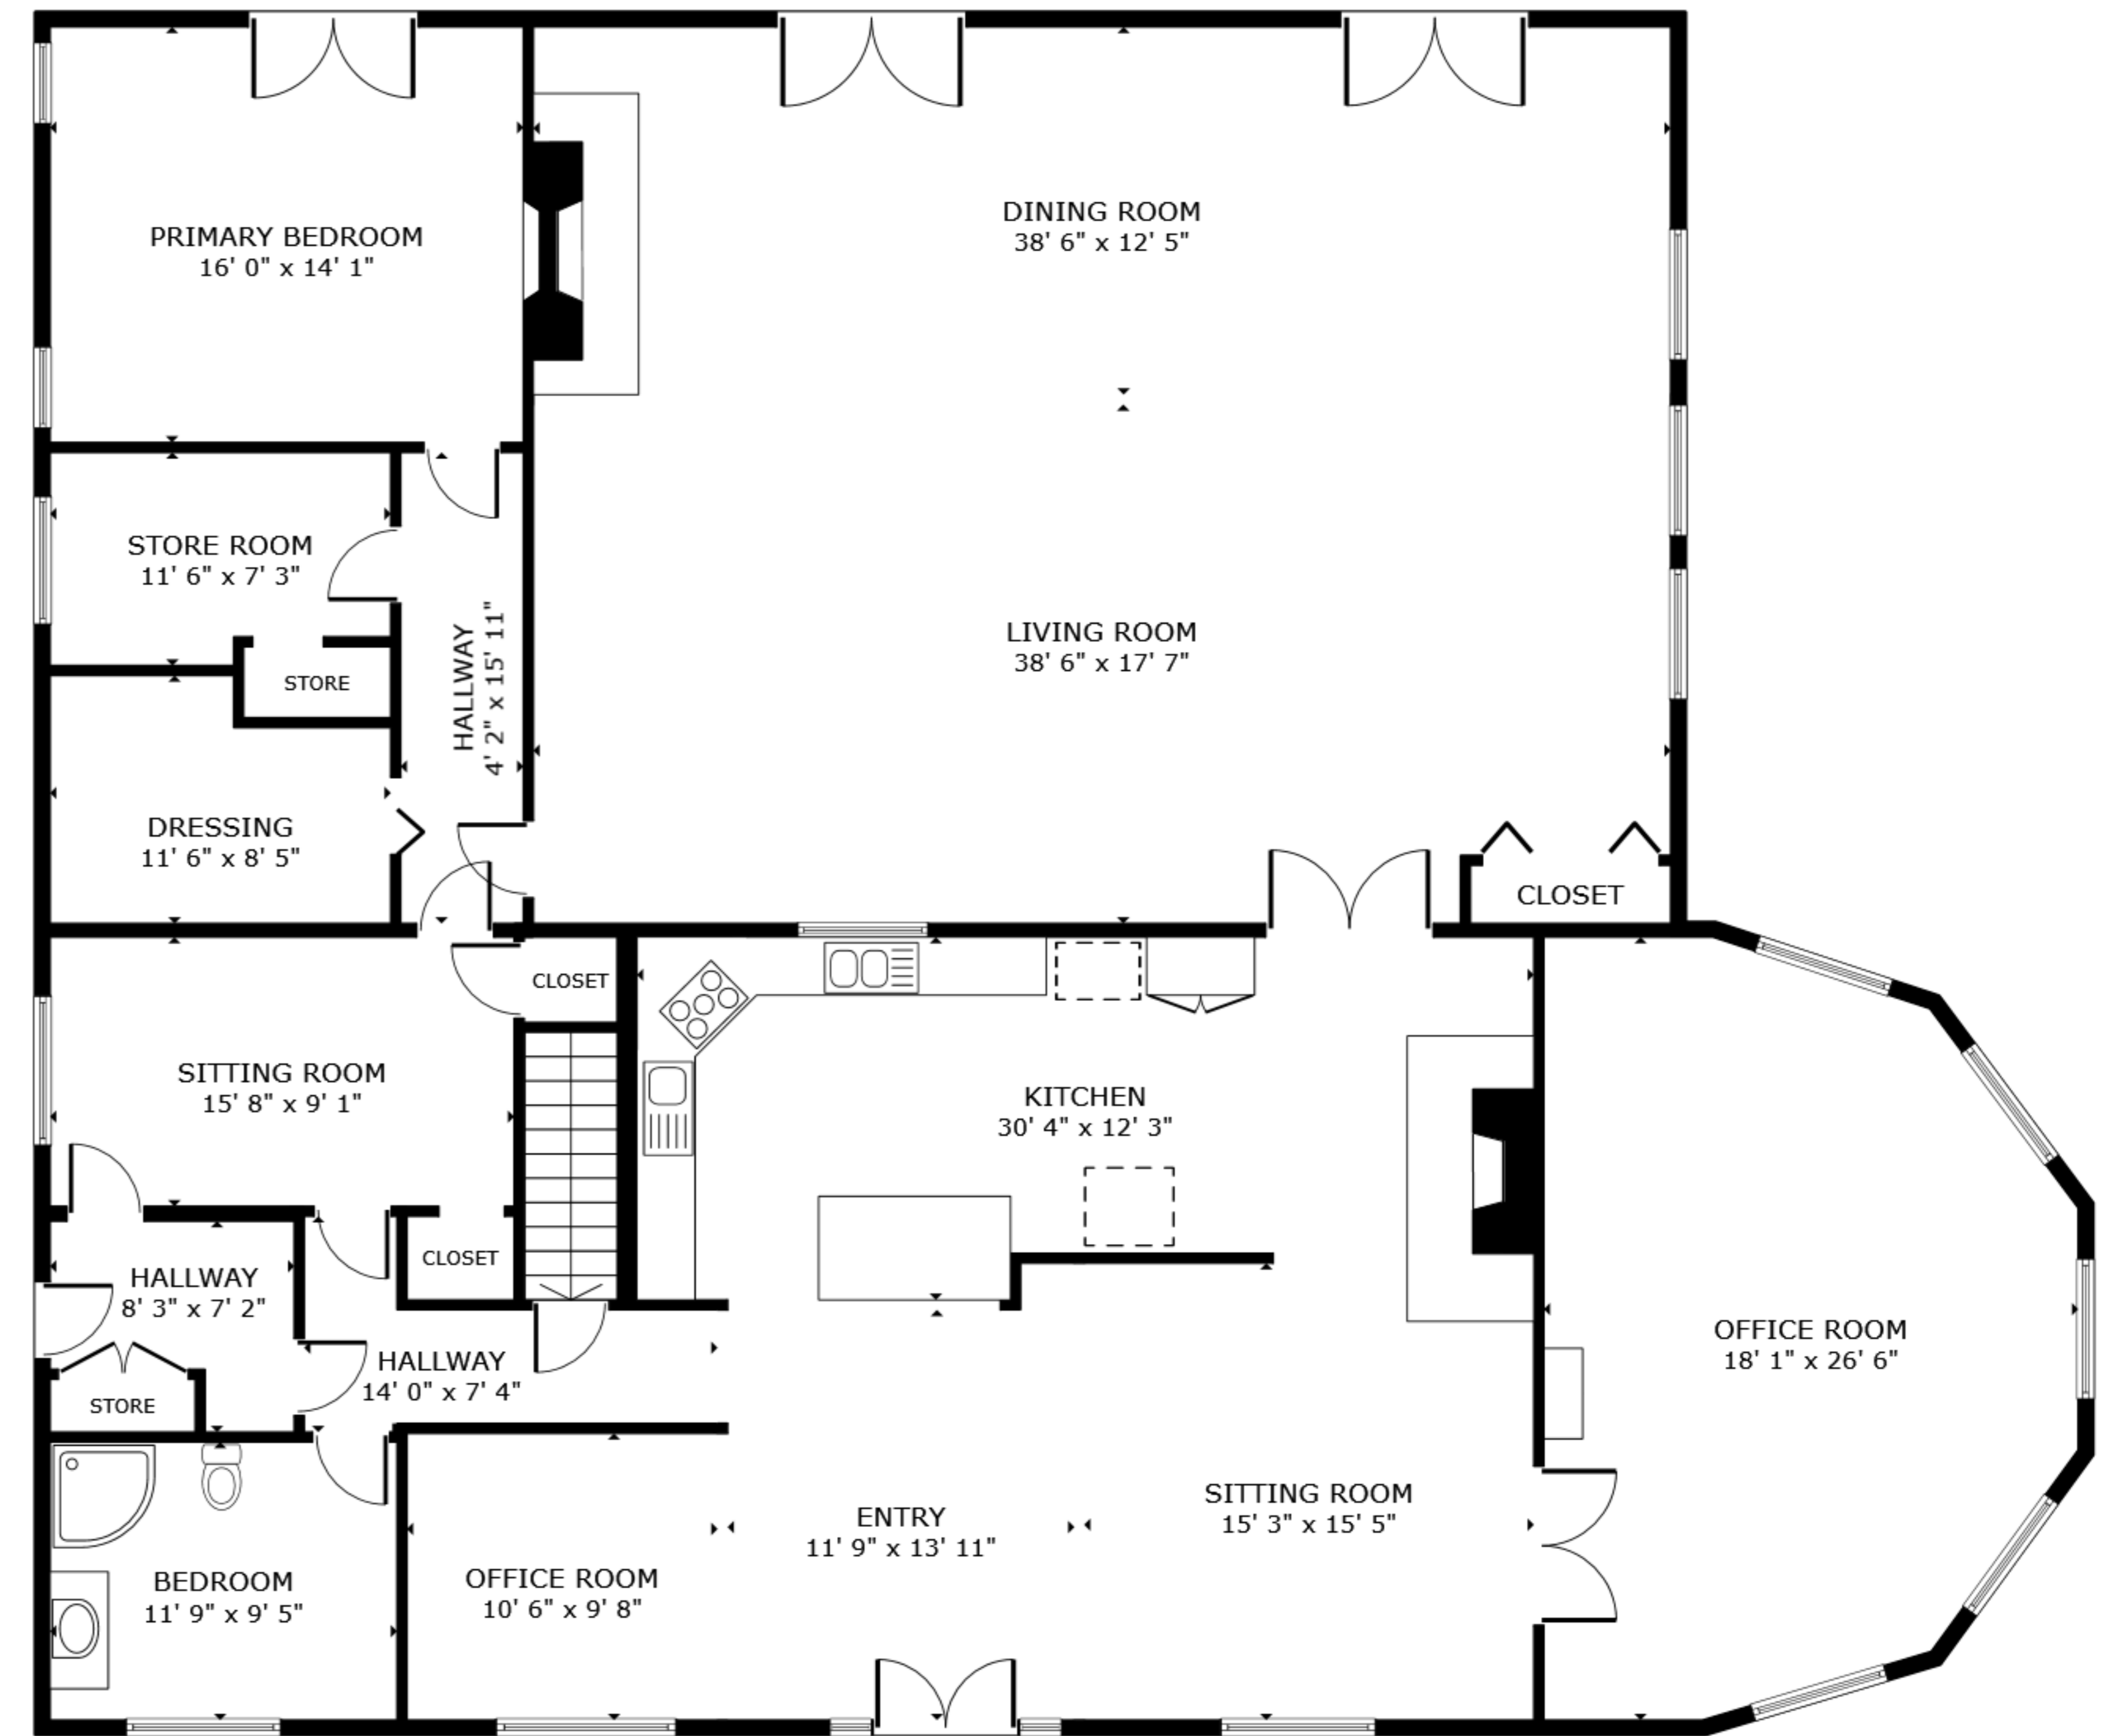 PRIMARY BEDROOM
16' 0" x 14' 1"
DINING ROOM
38' 6" x 12' 5"
STORE ROOM
11' 6" x 7' 3"
STORE
HALLWAY
4' 2" x 15' 11"
LIVING ROOM
38' 6" x 17' 7"
DRESSING
11' 6" x 8' 5"
CLOSET
CLOSET
SITTING ROOM
15' 8" x 9' 1"
KITCHEN
30' 4" x 12' 3"
CLOSET
HALLWAY
8' 3" x 7' 2"
OFFICE ROOM
18' 1" x 26' 6"
HALLWAY
14' 0" x 7' 4"
STORE
SITTING ROOM
15' 3" x 15' 5"
ENTRY
11' 9" x 13' 11"
OFFICE ROOM
10' 6" x 9' 8"
BEDROOM
11' 9" x 9' 5"